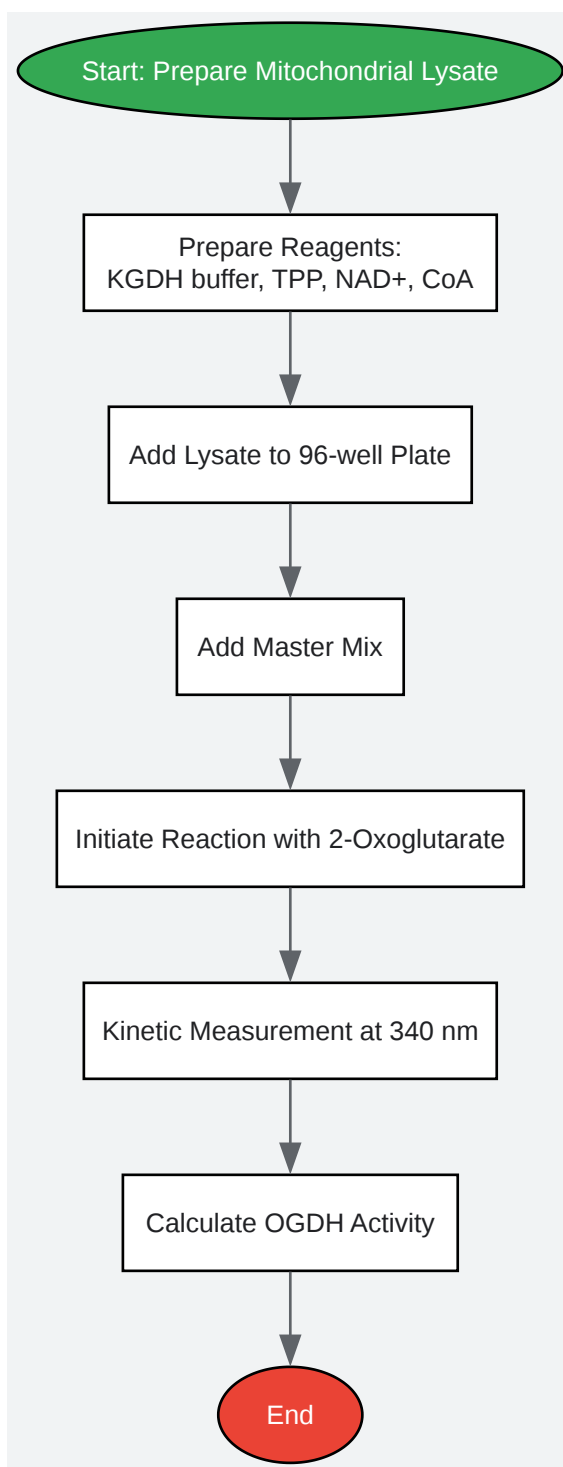 Start: Prepare Mitochondrial Lysate
Prepare Reagents:
KGDH buffer, TPP, NAD+, CoA
Add Lysate to 96-well Plate
Add Master Mix
Initiate Reaction with 2-Oxoglutarate
Kinetic Measurement at 340 nm
Calculate OGDH Activity
End